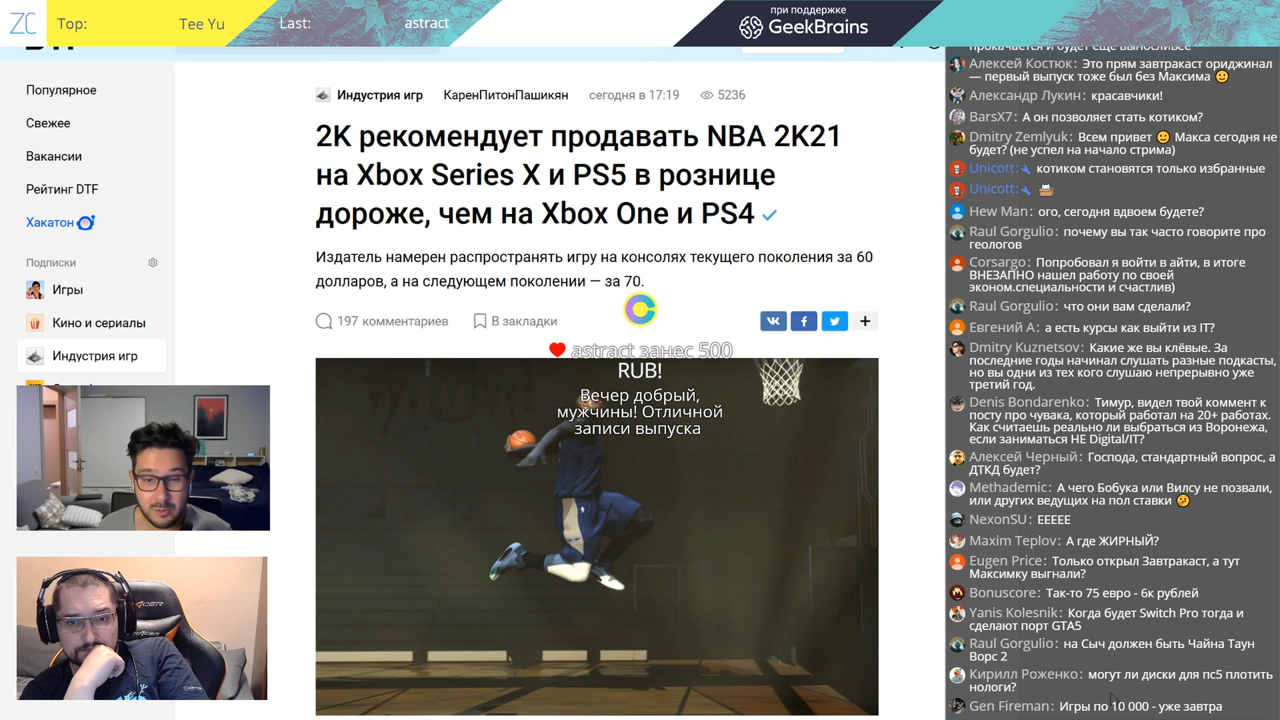 ZC
Top:
Tee Yu
Last:
astract
при поддержке
GeekBrains
Популярное
Свежее
Вакансии
Рейтинг DTF
Хакатон
Подписки
Игры
Кино и сериалы
Индустрия игр
Индустрия игр
КаренПитонПашикян
сегодня в 17:19
5236
2K рекомендует продавать NBA 2K21
на Xbox Series X и PS5 в рознице
дороже, чем на Xbox One и PS4
Издатель намерен распространять игру на консолях текущего поколения за 60
долларов, а на следующем поколении — за 70.
197 комментариев
В закладки
astract занес 500
RUB!
Вечер добрый,
мужчины! Отличной
записи выпуска
ACER
прокачается и будет еще выносливее
Алексей Костюк: Это прям завтракаст ориджинал
— первый выпуск тоже был без Максима
Александр Лукин: красавчики!
BarsX7: А он позволяет стать котиком?
Dmitry Zemlyuk: Всем привет 🙂 Макса сегодня не
будет? (не успел на начало стрима)
Unicott: котиком становятся только избранные
Unicott:
Hew Man: ого, сегодня вдвоем будете?
Raul Gorgulio: почему вы так часто говорите про
геологов
Corsargo: Попробовал я войти в айти, в итоге
ВНЕЗАПНО нашел работу по своей
эконом.специальности и счастлив)
Raul Gorgulio: что они вам сделали?
Евгений А: а есть курсы как выйти из IT?
Dmitry Kuznetsov: Какие же вы клёвые. За
последние годы начинал слушать разные подкасты,
но вы одни из тех кого слушаю непрерывно уже
третий год.
Denis Bondarenko: Тимур, видел твой коммент к
посту про чувака, который работал на 20+ работах.
Как считаешь реально ли выбраться из Воронежа,
если заниматься НЕ Digital/IT?
Алексей Черный: Господа, стандартный вопрос, а
ДТКД будет?
Methademic: А чего Бобука или Вилсу не позвали,
или других ведущих на пол ставки 🤔
NexonSU: ЕЕЕЕЕ
Maxim Teplov: А где ЖИРНЫЙ?
Eugen Price: Только открыл Завтракаст, а тут
Максимку выгнали?
Bonuscore: Так-то 75 евро - 6к рублей
Yanis Kolesnik: Когда будет Switch Pro тогда и
сделают порт GTA5
Raul Gorgulio: на Сыч должен быть Чайна Таун
Ворс 2
Кирилл Роженко: могут ли диски для пс5 плотить
нологи?
Gen Fireman: Игры по 10 000 - уже завтра